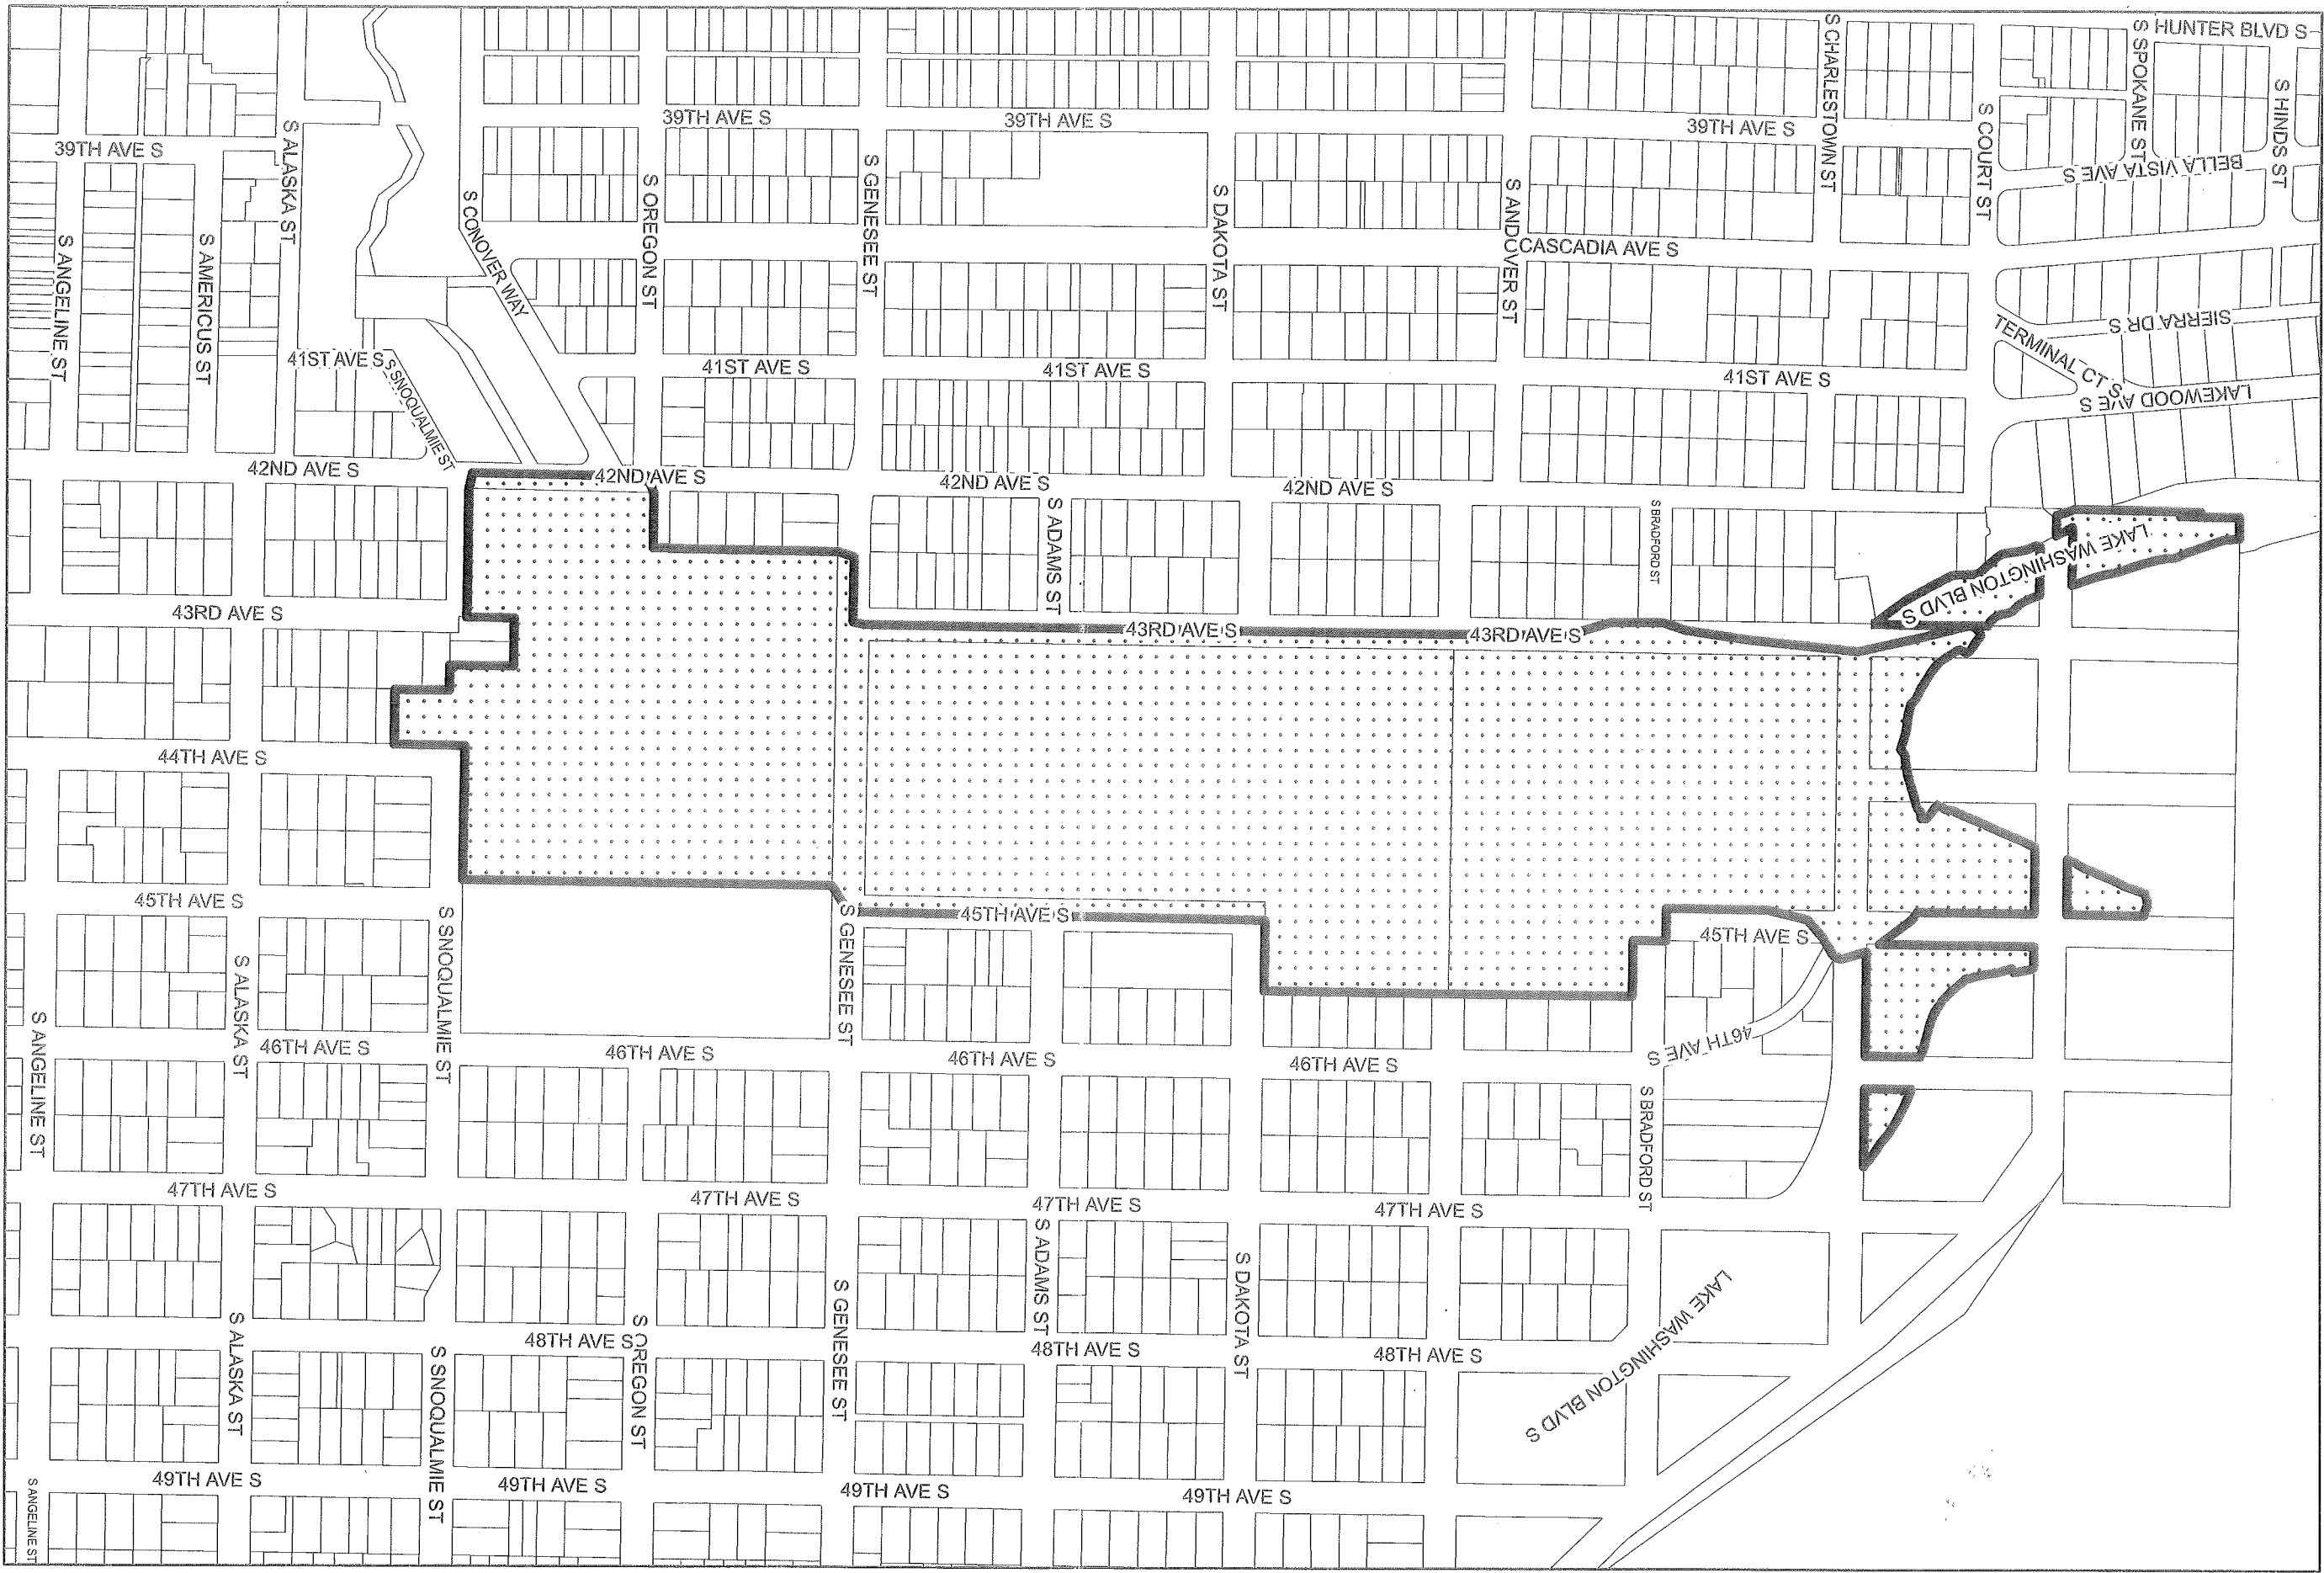 S HUNTER BLVD S
S CHARLESTOWN ST
S SPOKANE ST
S HINDS ST
S COURT ST
39TH AVE S
39TH AVE S
39TH AVE S
39TH AVE S
S ALASKA ST
BELLA VISTA AVE S
S GENESEE ST
S OREGON ST
S DAKOTA ST
S ANDOVER ST
S CONOVER WAY
S ANGELINE ST
S AMERICUS ST
CASCADIA AVE S
SIERRA DR S
TERMINAL CT S
LAKEWOOD AVE S
41ST AVE S
41ST AVE S
41ST AVE S
41ST AVE S
S SNOQUALMIE ST
42ND AVE S
42ND AVE S
42ND AVE S
42ND AVE S
S ADAMS ST
S BRADFORD ST
LAKE WASHINGTON BLVD S
43RD AVE S
43RD AVE S
43RD AVE S
44TH AVE S
45TH AVE S
45TH AVE S
45TH AVE S
S GENESEE ST
S SNOQUALMIE ST
S ALASKA ST
S ANGELINE ST
46TH AVE S
46TH AVE S
46TH AVE S
46TH AVE S
46TH AVE S
S BRADFORD ST
47TH AVE S
47TH AVE S
47TH AVE S
47TH AVE S
S ADAMS ST
S DAKOTA ST
S GENESEE ST
LAKE WASHINGTON BLVD S
S ALASKA ST
S OREGON ST
S SNOQUALMIE ST
48TH AVE S
48TH AVE S
48TH AVE S
49TH AVE S
49TH AVE S
49TH AVE S
49TH AVE S
S ANGELINE ST